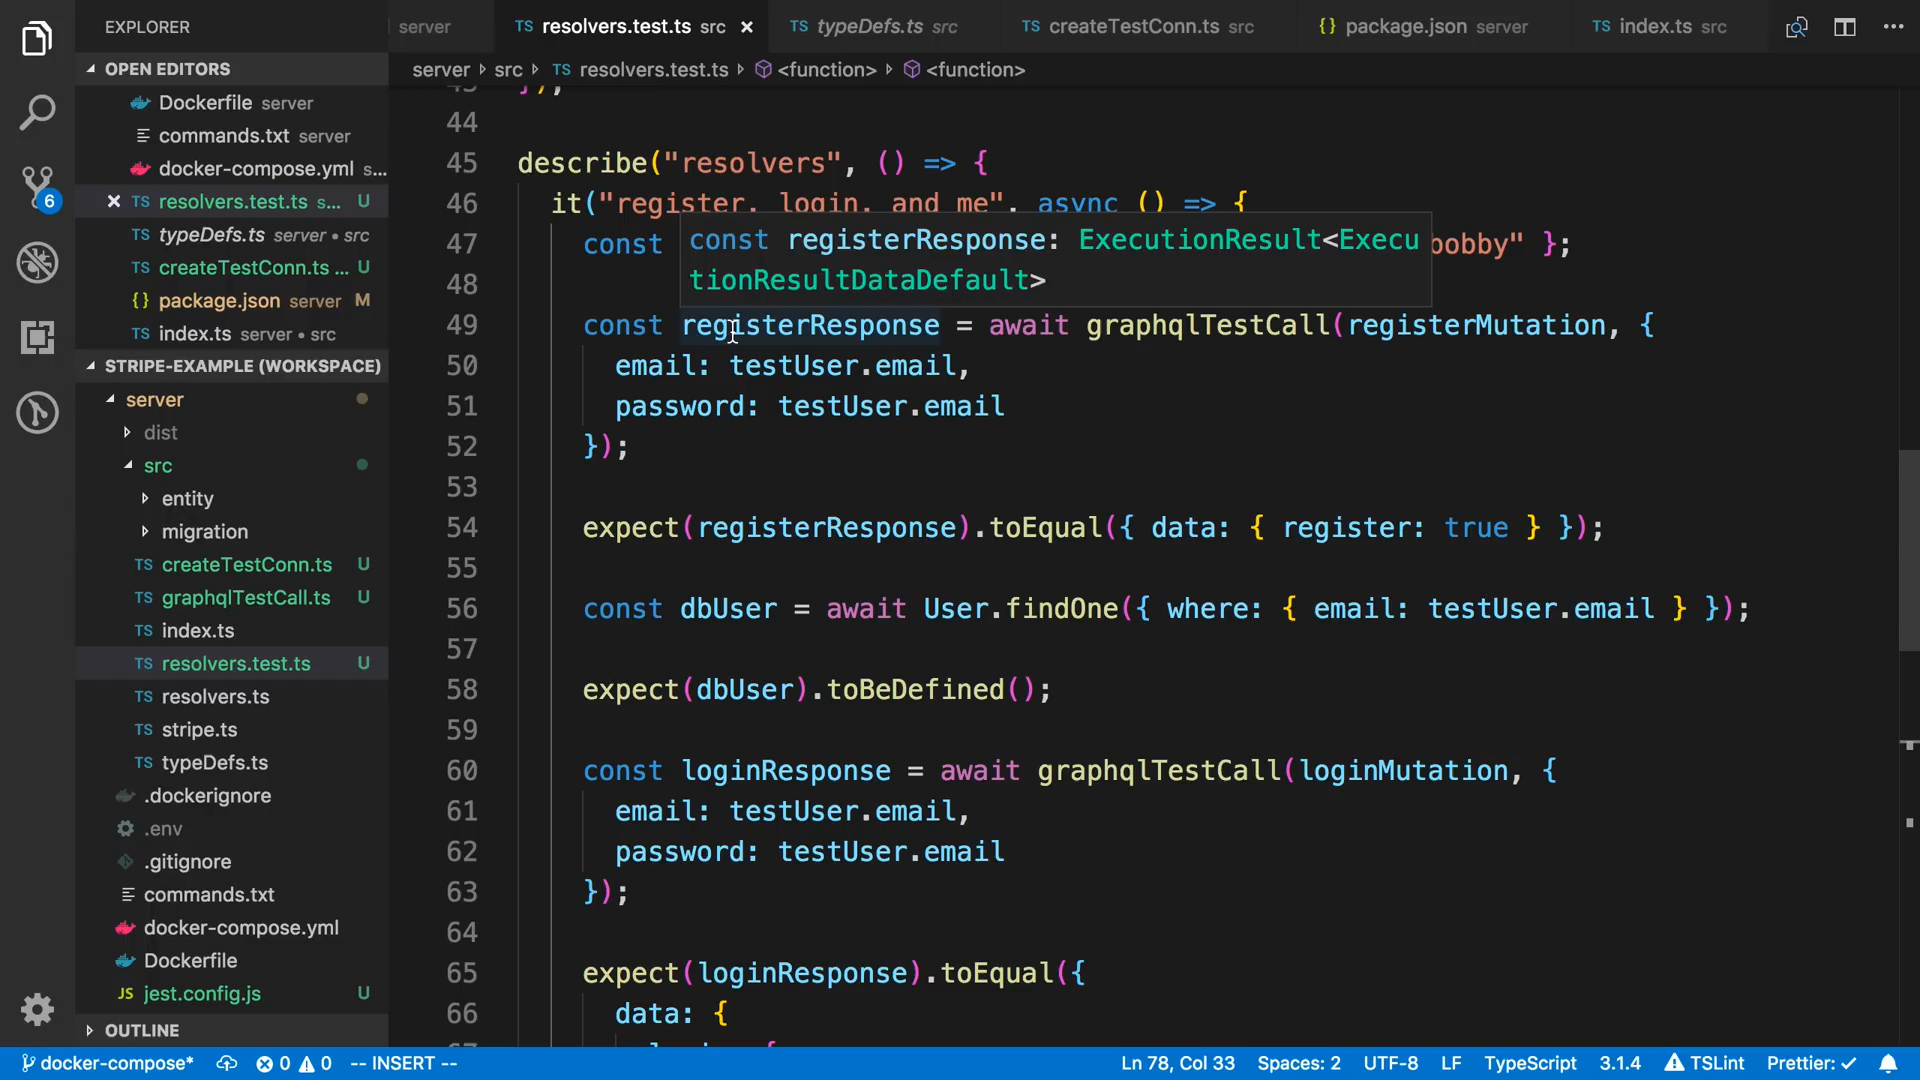 EXPLORER
OPEN EDITORS
Dockerfile server
commands.txt server
docker-compose.yml s...
TS resolvers.test.ts s... U
TS typeDefs.ts server • src
TS createTestConn.ts ... U
{} package.json server M
TS index.ts server • src
STRIPE-EXAMPLE (WORKSPACE)
server
dist
src
entity
migration
TS createTestConn.ts U
TS graphqlTestCall.ts U
TS index.ts
TS resolvers.test.ts U
TS resolvers.ts
TS stripe.ts
TS typeDefs.ts
.dockerignore
.env
.gitignore
commands.txt
docker-compose.yml
Dockerfile
JS jest.config.js U
OUTLINE
6
server TS resolvers.test.ts src TS typeDefs.ts src TS createTestConn.ts src {} package.json server TS index.ts src
server src TS resolvers.test.ts <function> <function>
43 });
44
45 describe("resolvers", () => {
46 it("register, login, and me", async () => {
47 const bobby" };
const registerResponse: ExecutionResult<Execu
tionResultDataDefault>
48
49 const registerResponse = await graphqlTestCall(registerMutation, {
50 email: testUser.email,
51 password: testUser.email
52 });
53
54 expect(registerResponse).toEqual({ data: { register: true } });
55
56 const dbUser = await User.findOne({ where: { email: testUser.email } });
57
58 expect(dbUser).toBeDefined();
59
60 const loginResponse = await graphqlTestCall(loginMutation, {
61 email: testUser.email,
62 password: testUser.email
63 });
64
65 expect(loginResponse).toEqual({
66 data: {
docker-compose* 0 0 -- INSERT -- Ln 78, Col 33 Spaces: 2 UTF-8 LF TypeScript 3.1.4 TSLint Prettier: ✓